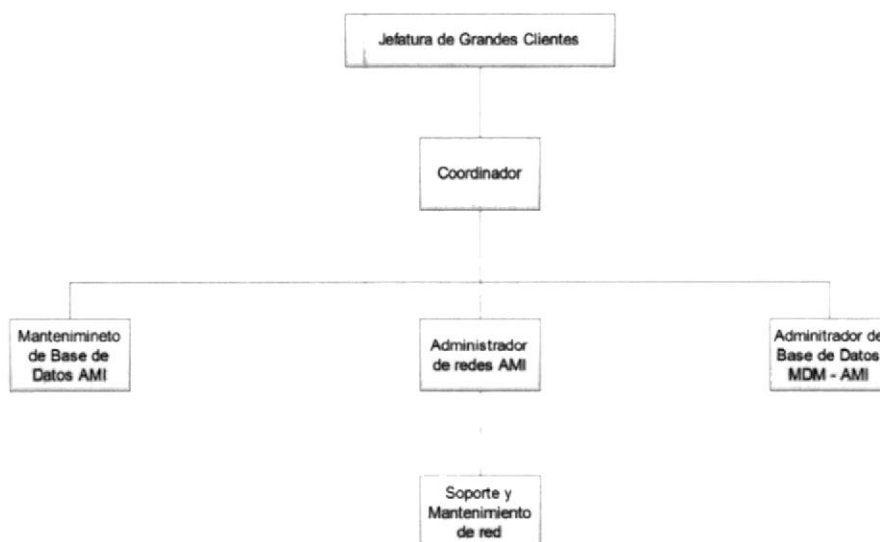 Jefatura de Grandes Clientes
Coordinador
Mantenimineto
de Base de
Datos AMI
Administrador
de redes AMI
Adminitrador de
Base de Datos
MDM - AMI
Soporte y
Mantenimiento
de red